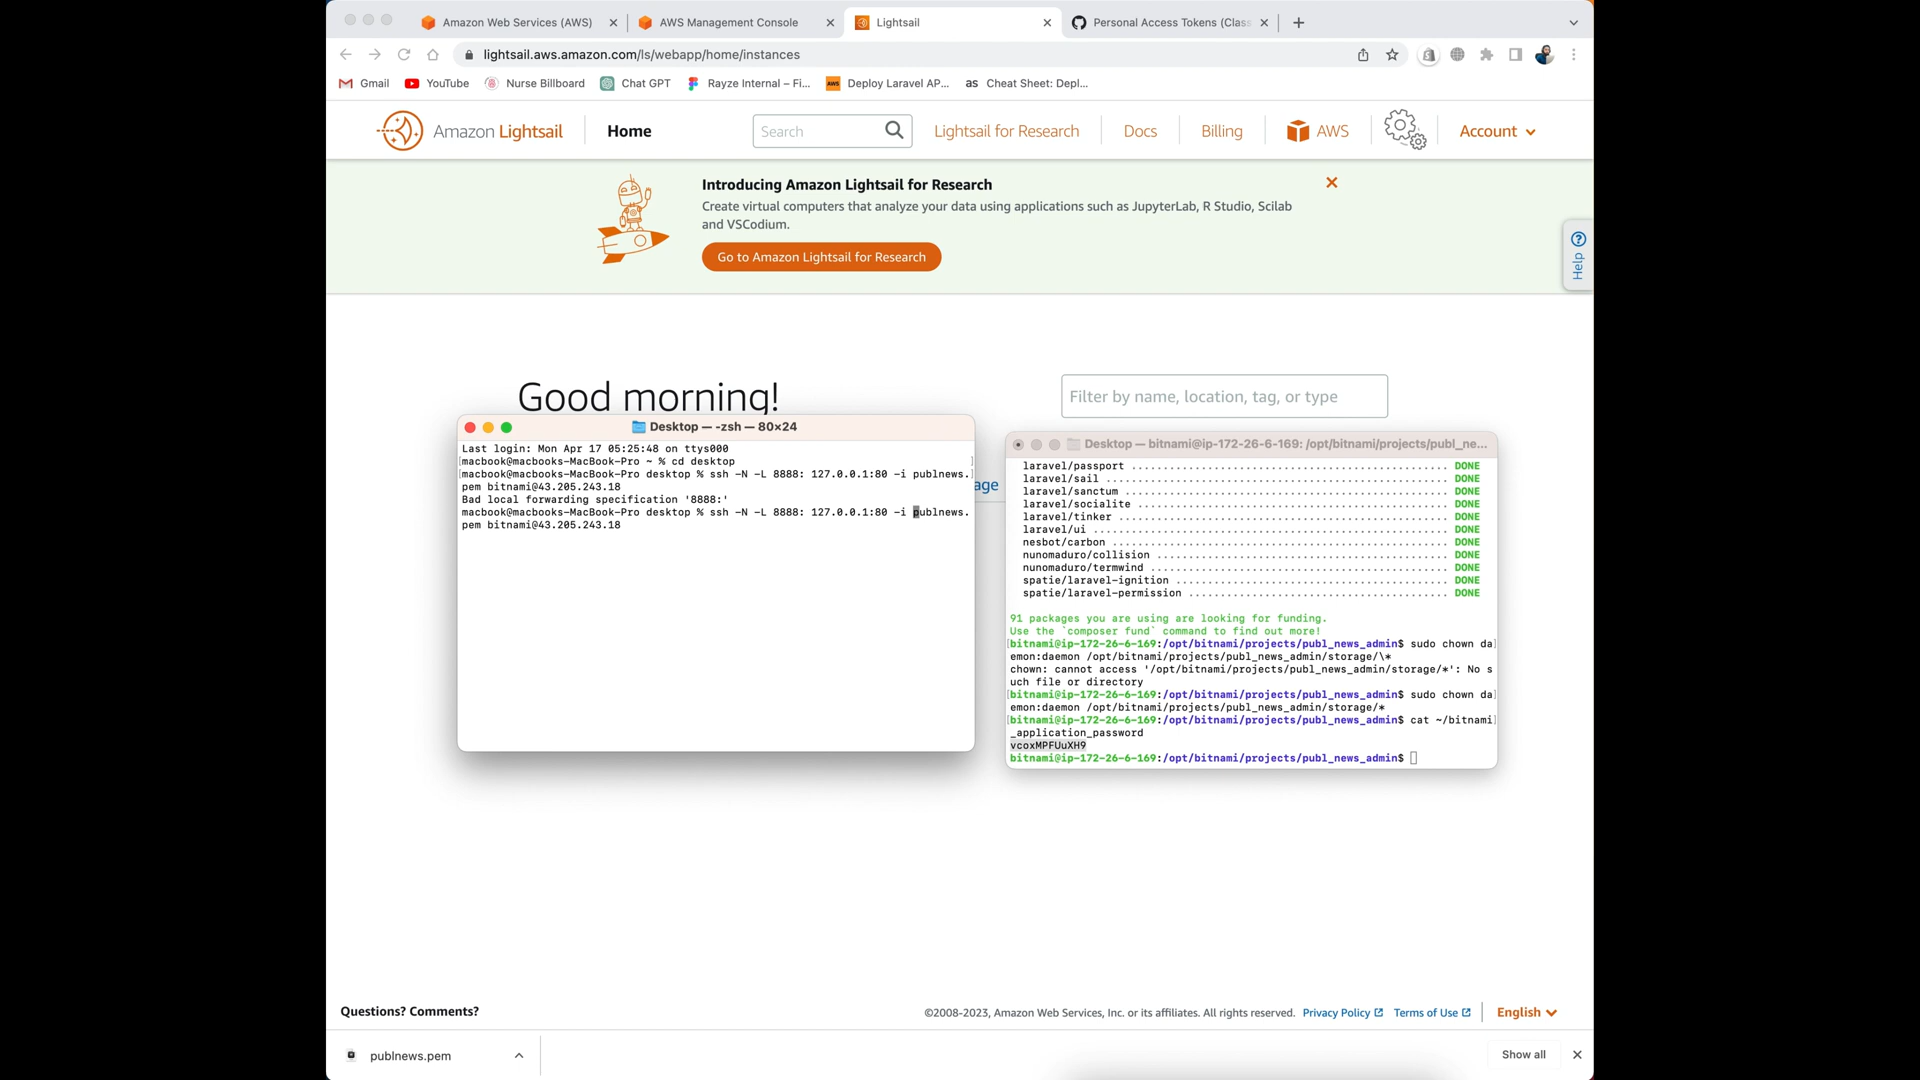 Amazon Web Services (AWS)
AWS Management Console
Lightsail
Personal Access Tokens (Clas
lightsail.aws.amazon.com/ls/webapp/home/instances
Gmail
YouTube
Nurse Billboard
Chat GPT
Rayze Internal – Fi...
Deploy Laravel AP...
as Cheat Sheet: Depl...
Amazon Lightsail
Home
Search
Lightsail for Research
Docs
Billing
AWS
Account
Introducing Amazon Lightsail for Research
Create virtual computers that analyze your data using applications such as JupyterLab, R Studio, Scilab
and VSCodium.
Go to Amazon Lightsail for Research
Help
Good morning!
Filter by name, location, tag, or type
age
Desktop — -zsh — 80×24
Last login: Mon Apr 17 05:25:48 on ttys000
[macbook@macbooks-MacBook-Pro ~ % cd desktop ]
[macbook@macbooks-MacBook-Pro desktop % ssh -N -L 8888: 127.0.0.1:80 -i publnews.]
pem bitnami@43.205.243.18
Bad local forwarding specification '8888:'
macbook@macbooks-MacBook-Pro desktop % ssh -N -L 8888: 127.0.0.1:80 -i publnews.
pem bitnami@43.205.243.18
Desktop — bitnami@ip-172-26-6-169: /opt/bitnami/projects/publ_ne...
laravel/passport ................................................. DONE
laravel/sail ..................................................... DONE
laravel/sanctum .................................................. DONE
laravel/socialite ................................................ DONE
laravel/tinker ................................................... DONE
laravel/ui ....................................................... DONE
nesbot/carbon .................................................... DONE
nunomaduro/collision ............................................. DONE
nunomaduro/termwind .............................................. DONE
spatie/laravel-ignition .......................................... DONE
spatie/laravel-permission ........................................ DONE
91 packages you are using are looking for funding.
Use the `composer fund` command to find out more!
[bitnami@ip-172-26-6-169:/opt/bitnami/projects/publ_news_admin$ sudo chown da]
emon:daemon /opt/bitnami/projects/publ_news_admin/storage/\*
chown: cannot access '/opt/bitnami/projects/publ_news_admin/storage/*': No s
uch file or directory
[bitnami@ip-172-26-6-169:/opt/bitnami/projects/publ_news_admin$ sudo chown da]
emon:daemon /opt/bitnami/projects/publ_news_admin/storage/*
[bitnami@ip-172-26-6-169:/opt/bitnami/projects/publ_news_admin$ cat ~/bitnami]
_application_password
vcoxMPFUuXH9
bitnami@ip-172-26-6-169:/opt/bitnami/projects/publ_news_admin$
Questions? Comments?
©2008-2023, Amazon Web Services, Inc. or its affiliates. All rights reserved.
Privacy Policy
Terms of Use
English
publnews.pem
Show all